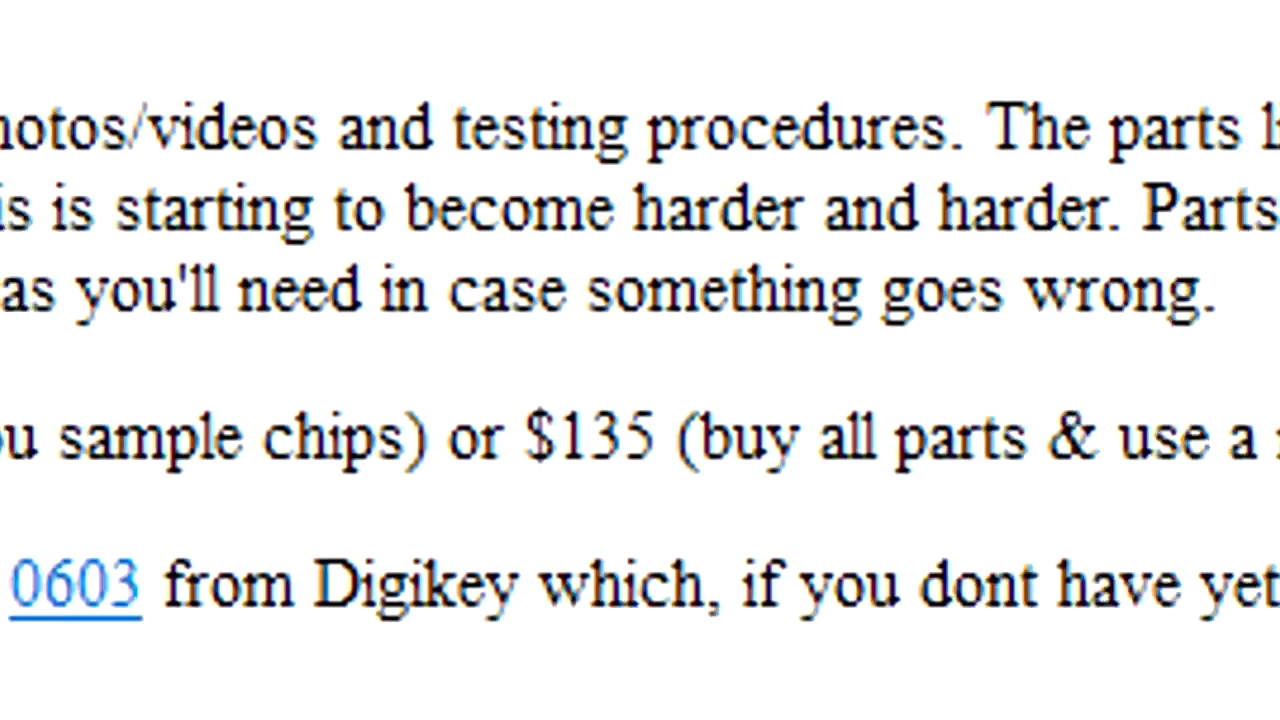 hotos/videos and testing procedures. The parts
is is starting to become harder and harder. Parts
as you'll need in case something goes wrong.
ou sample chips) or $135 (buy all parts & use a
0603 from Digikey which, if you dont have yet